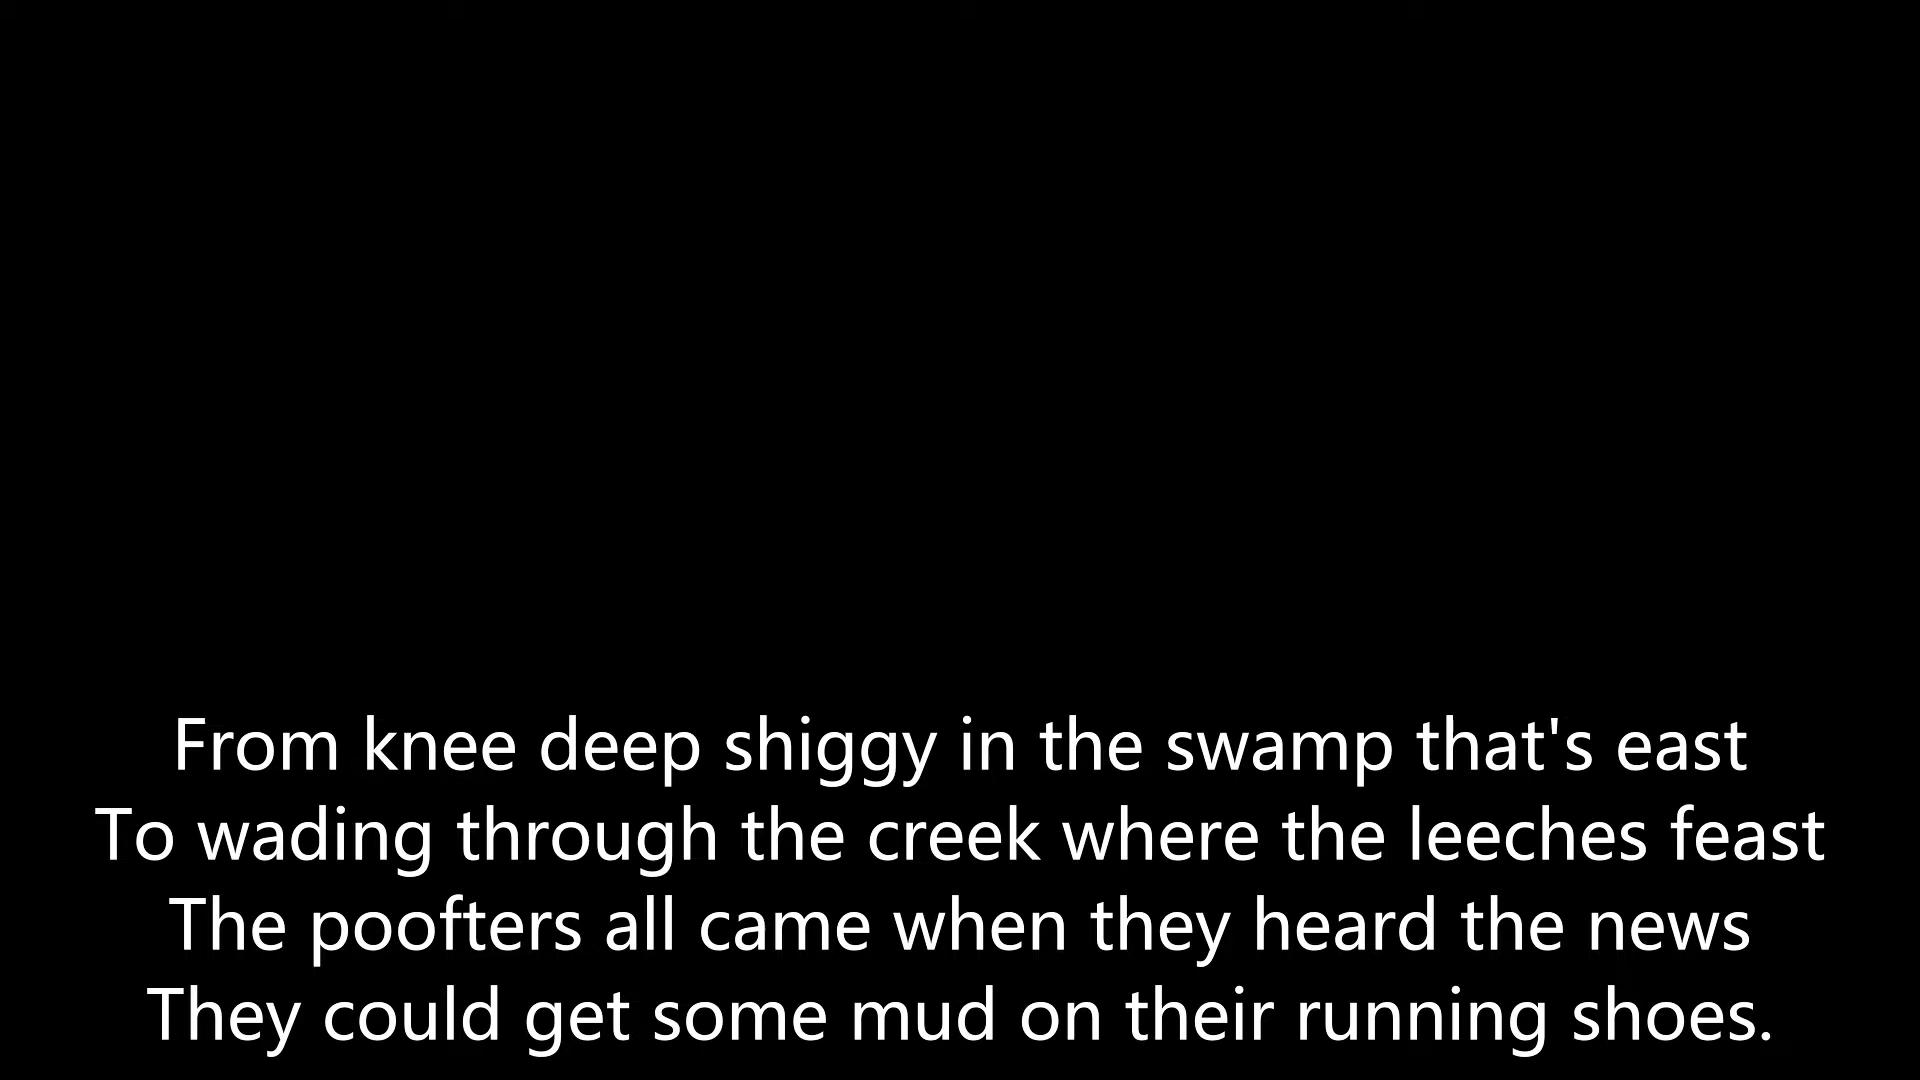 From knee deep shiggy in the swamp that's east
To wading through the creek where the leeches feast
The poofters all came when they heard the news
They could get some mud on their running shoes.